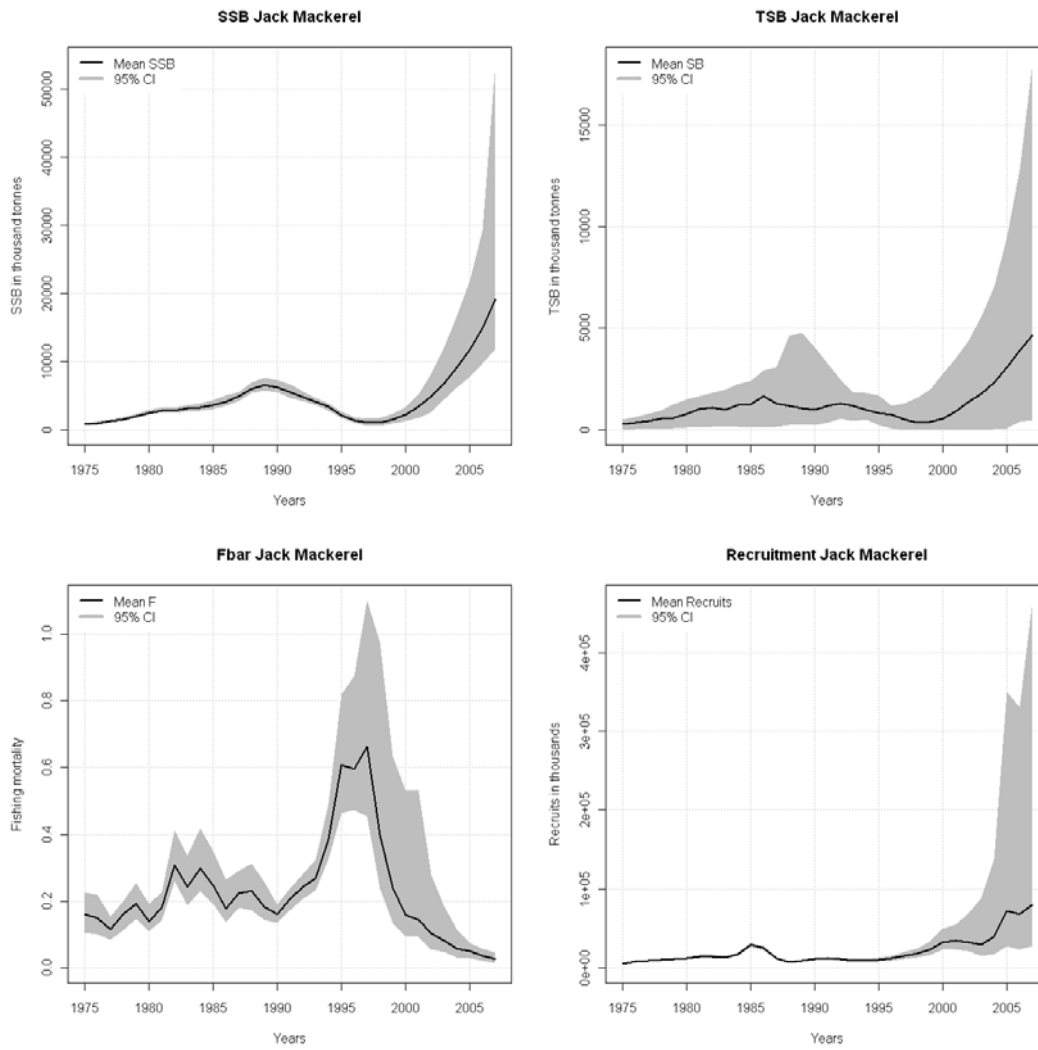 SSB Jack Mackerel
Mean SSB
95% CI
SSB in thousand tonnes
0 10000 20000 30000 40000 50000
1975 1980 1985 1990 1995 2000 2005
Years
TSB Jack Mackerel
Mean SB
95% CI
TSB in thousand tonnes
0 5000 10000 15000
1975 1980 1985 1990 1995 2000 2005
Years
Fbar Jack Mackerel
Mean F
95% CI
Fishing mortality
0.0 0.2 0.4 0.6 0.8 1.0
1975 1980 1985 1990 1995 2000 2005
Years
Recruitment Jack Mackerel
Mean Recruits
95% CI
Recruits in thousands
0e+00 1e+05 2e+05 3e+05 4e+05
1975 1980 1985 1990 1995 2000 2005
Years